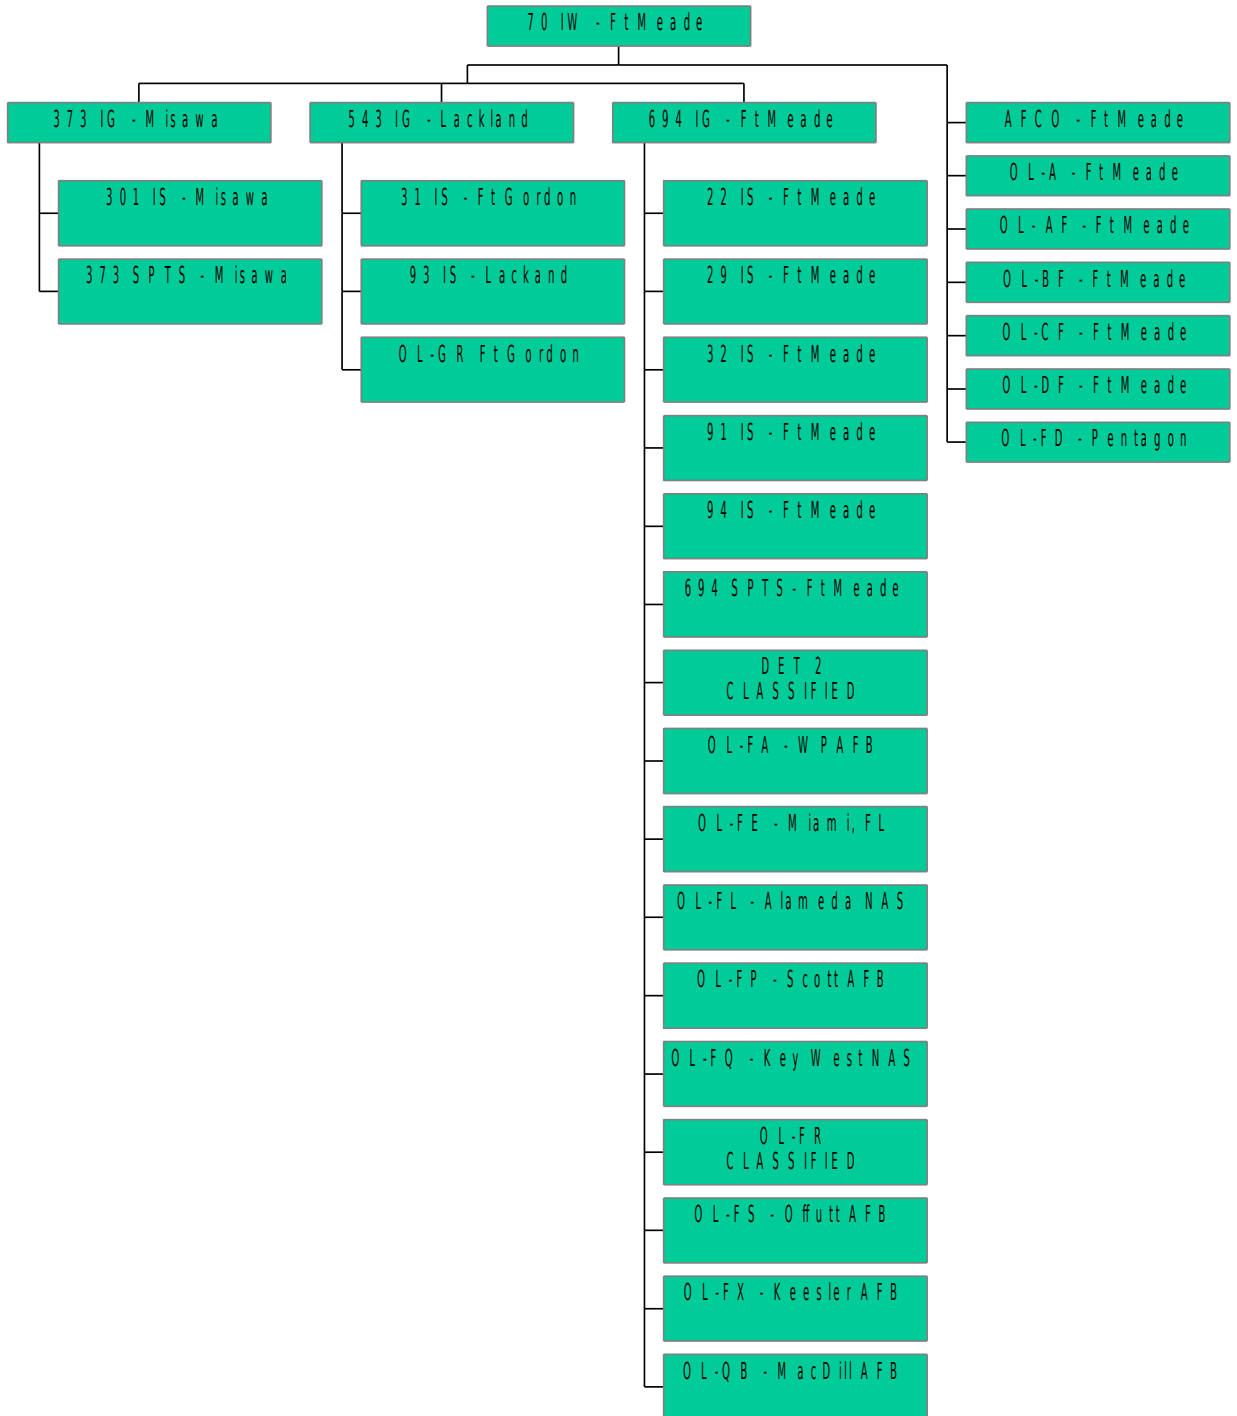 70 IW - Ft Meade
373 IG - Misawa
301 IS - Misawa
373 SPTS - Misawa
543 IG - Lackland
31 IS - Ft Gordon
93 IS - Lackand
OL-GR Ft Gordon
694 IG - Ft Meade
22 IS - Ft Meade
29 IS - Ft Meade
32 IS - Ft Meade
91 IS - Ft Meade
94 IS - Ft Meade
694 SPTS - Ft Meade
DET 2
CLASSIFIED
OL-FA - WPAFB
OL-FE - Miami, FL
OL-FL - Alameda NAS
OL-FP - Scott AFB
OL-FQ - Key West NAS
OL-FR
CLASSIFIED
OL-FS - Offutt AFB
OL-FX - Keesler AFB
OL-QB - MacDill AFB
AFCO - Ft Meade
OL-A - Ft Meade
OL-AF - Ft Meade
OL-BF - Ft Meade
OL-CF - Ft Meade
OL-DF - Ft Meade
OL-FD - Pentagon